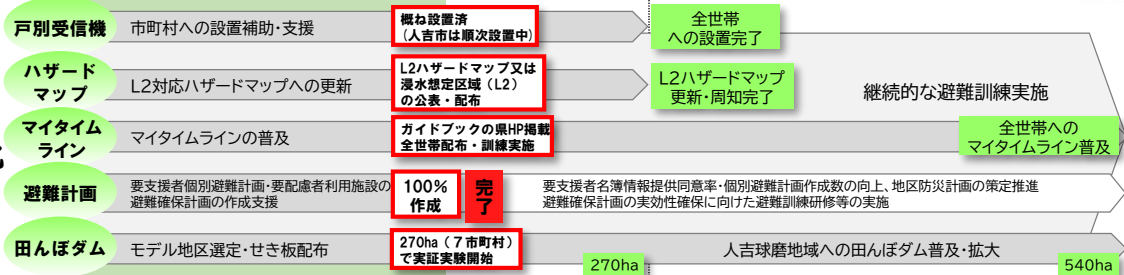 戸別受信機
市町村への設置補助・支援
概ね設置済
(人吉市は順次設置中)
全世帯
への設置完了
ハザード
マップ
L2対応ハザードマップへの更新
L2ハザードマップ又は
浸水想定区域（L2）
の公表・配布
L2ハザードマップ
更新・周知完了
継続的な避難訓練実施
マイタイム
ライン
マイタイムラインの普及
ガイドブックの県HP掲載
全世帯配布・訓練実施
全世帯への
マイタイムライン普及
避難計画
要支援者個別避難計画・要配慮者利用施設の
避難確保計画の作成支援
100%
作成
完了
要支援者名簿情報提供同意率・個別避難計画作成数の向上、地区防災計画の策定推進
避難確保計画の実効性確保に向けた避難訓練研修等の実施
田んぼダム
モデル地区選定・せき板配布
270ha（７市町村）
で実証実験開始
270ha
人吉球磨地域への田んぼダム普及・拡大
540ha